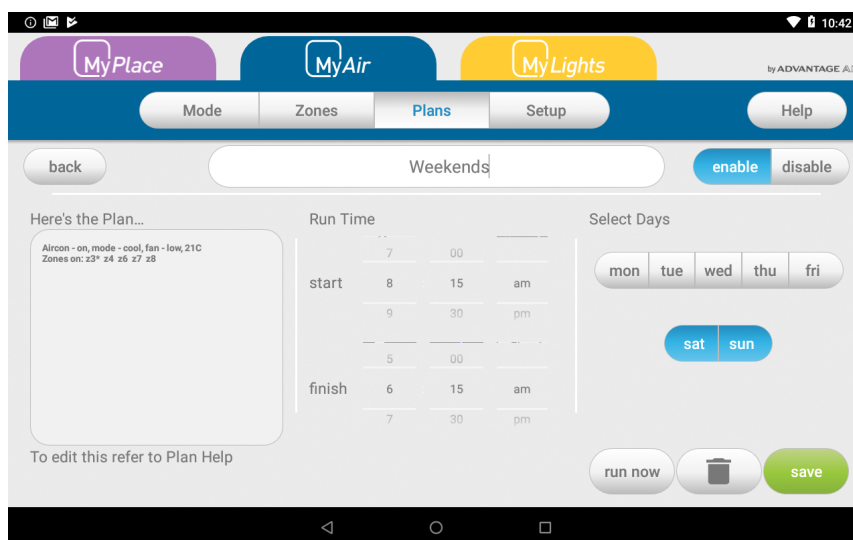 10:42
MyPlace
MyAir
MyLights
by ADVANTAGE
Mode
Zones
Plans
Setup
Help
back
Weekends
enable
disable
Here's the Plan...
Aircon - on, mode - cool, fan - low, 21C
Zones on: z3* z4 z6 z7 z8
To edit this refer to Plan Help
Run Time
7 00
start 8 : 15 am
9 30 pm
5 00
finish 6 : 15 am
7 30 pm
Select Days
mon tue wed thu fri
sat sun
run now
save